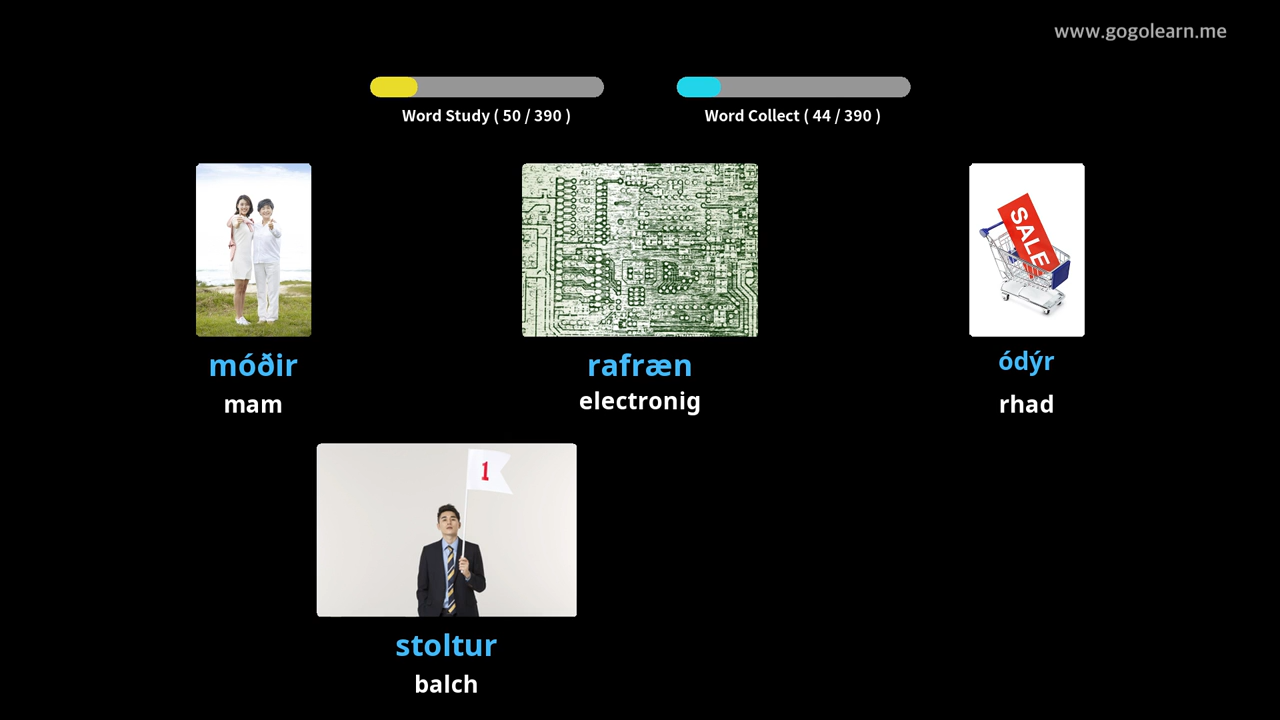 www.gogolearn.me
Word Study ( 50 / 390 )
Word Collect ( 44 / 390 )
SALE
móðir
mam
rafræn
electronig
ódýr
rhad
1
stoltur
balch